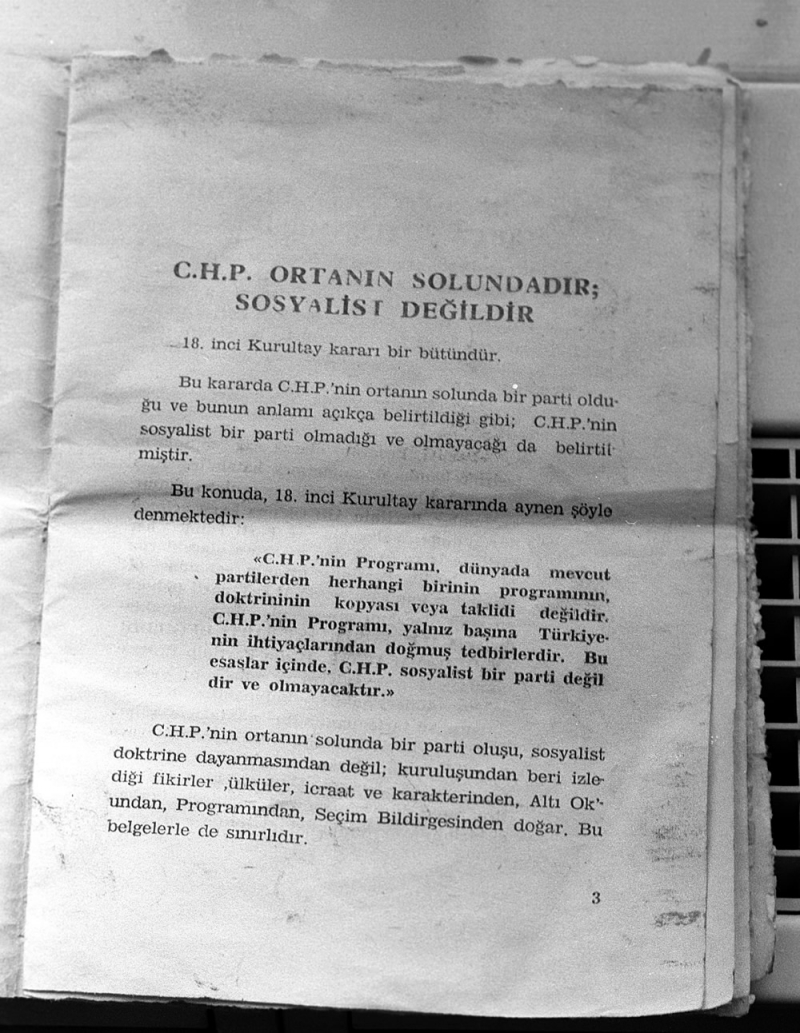 C.H.P. ORTANIN SOLUNDADIR;
SOSYALİST DEĞİLDİR
18. inci Kurultay kararı bir bütündür.
Bu kararda C.H.P.'nin ortanın solunda bir parti oldu-
ğu ve bunun anlamı açıkça belirtildiği gibi; C.H.P.'nin
sosyalist bir parti olmadığı ve olmayacağı da belirtil
miştir.
Bu konuda, 18. inci Kurultay kararında aynen şöyle
denmektedir:
«C.H.P.'nin Programı, dünyada mevcut
partilerden herhangi birinin programının,
doktrininin kopyası veya taklidi değildir.
C.H.P.'nin Programı, yalnız başına Türkiye-
nin ihtiyaçlarından doğmuş tedbirlerdir. Bu
esaslar içinde, C.H.P. sosyalist bir parti değil
dir ve olmayacaktır.»
C.H.P.'nin ortanın solunda bir parti oluşu, sosyalist
doktrine dayanmasından değil; kuruluşundan beri izle-
diği fikirler ,ülküler, icraat ve karakterinden, Altı Ok'-
undan, Programından, Seçim Bildirgesinden doğar. Bu
belgelerle de sınırlıdır.
3